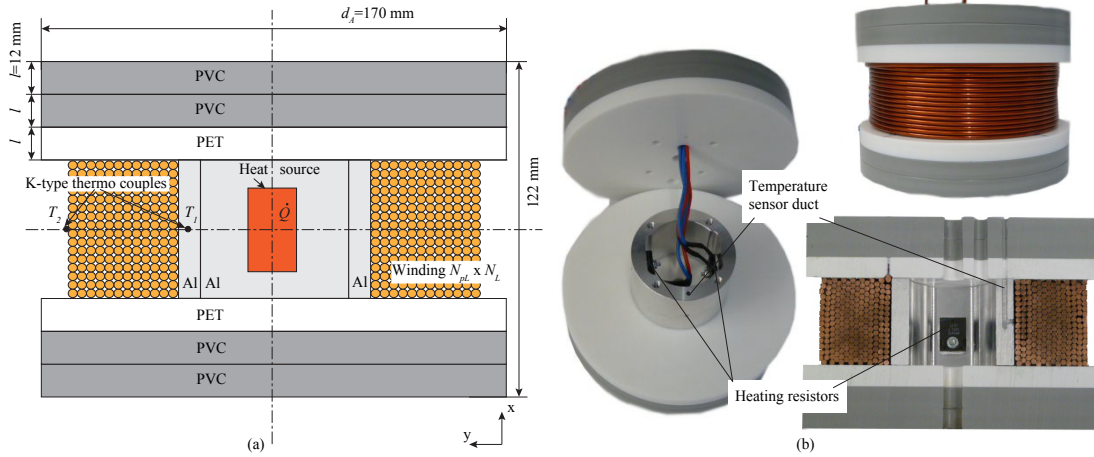 d_A=170 mm
l=12 mm
PVC
l
PVC
l
PET
Heat source
K-type thermo couples
T_2
T_1
Q̇
122 mm
Al
Al
Al
Winding N_pL x N_L
PET
PVC
PVC
x
y
(a)
Temperature
sensor duct
Heating resistors
(b)